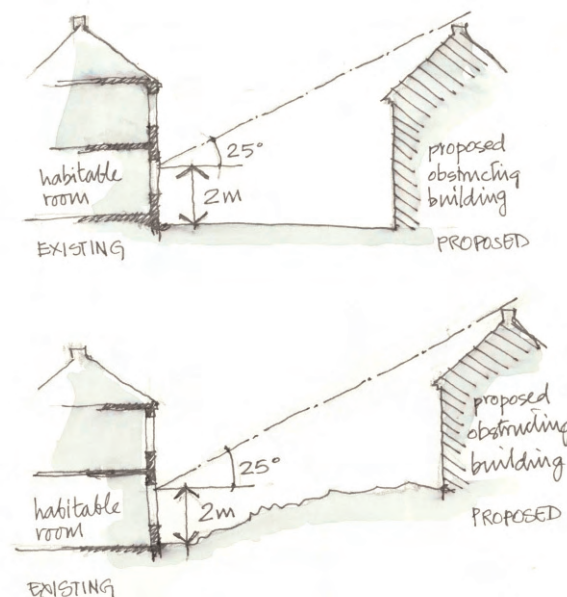 25°
2m
habitable
room
proposed
obstructing
building
EXISTING
PROPOSED
25°
2m
habitable
room
proposed
obstructing
building
PROPOSED
EXISTING